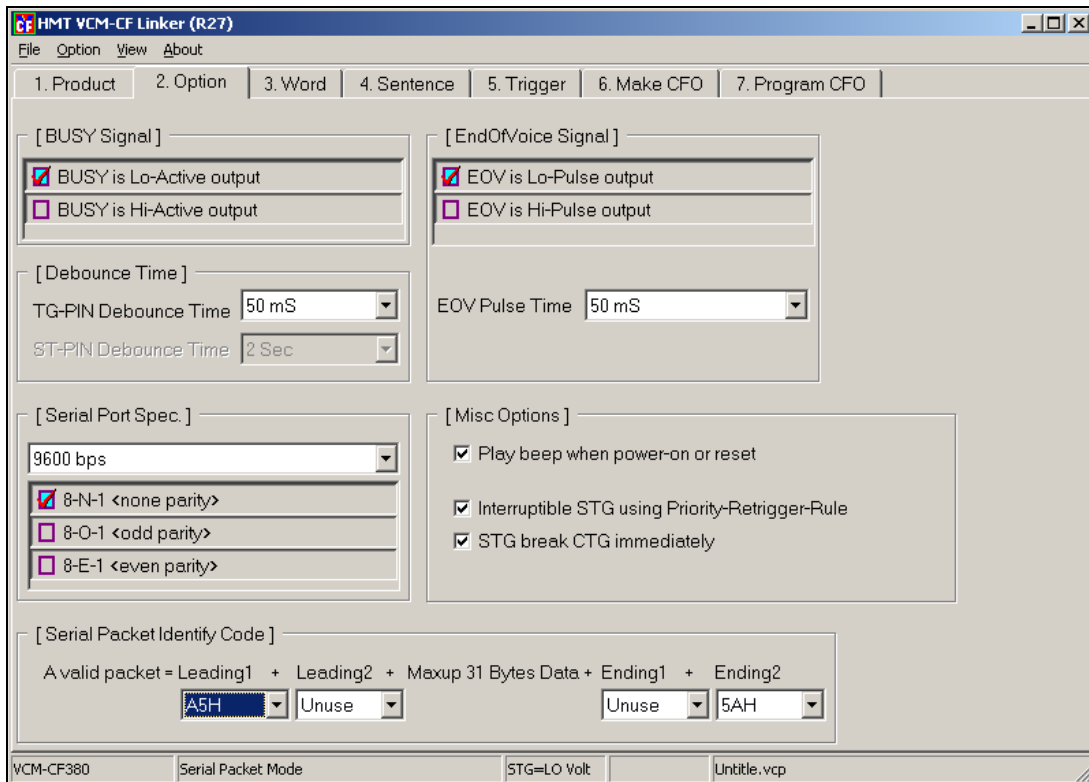 HMT VCM-CF Linker (R27)
File Option View About
1. Product 2. Option 3. Word 4. Sentence 5. Trigger 6. Make CFO 7. Program CFO
[ BUSY Signal ]
BUSY is Lo-Active output
BUSY is Hi-Active output
[ EndOfVoice Signal ]
EOV is Lo-Pulse output
EOV is Hi-Pulse output
EOV Pulse Time 50 mS
[ Debounce Time ]
TG-PIN Debounce Time 50 mS
ST-PIN Debounce Time 2 Sec
[ Serial Port Spec. ]
9600 bps
8-N-1 <none parity>
8-O-1 <odd parity>
8-E-1 <even parity>
[ Misc Options ]
Play beep when power-on or reset
Interruptible STG using Priority-Retrigger-Rule
STG break CTG immediately
[ Serial Packet Identify Code ]
A valid packet = Leading1 + Leading2 + Maxup 31 Bytes Data + Ending1 + Ending2
A5H Unuse Unuse 5AH
VCM-CF380 Serial Packet Mode STG=LO Volt Untitle.vcp